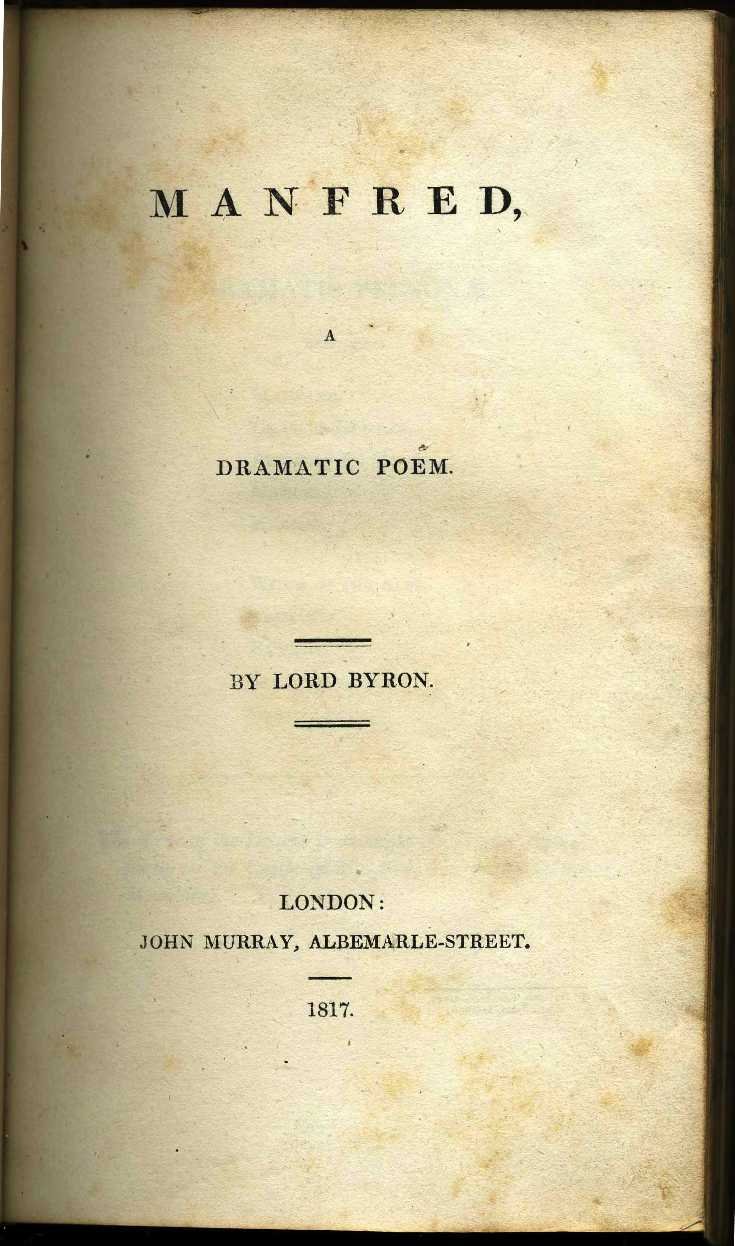 MANFRED,
A
DRAMATIC POEM.
BY LORD BYRON.
LONDON:
JOHN MURRAY, ALBEMARLE-STREET.
1817.